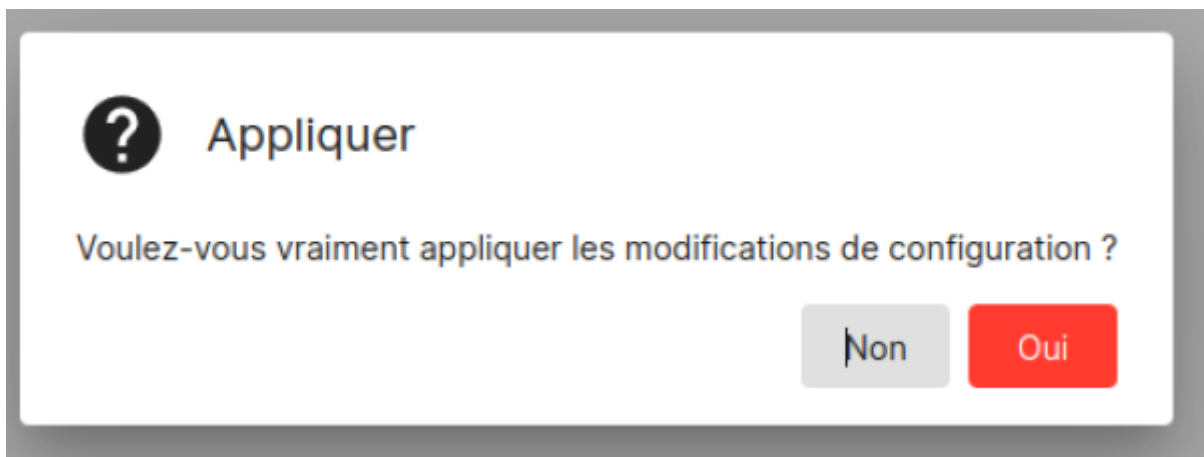 Appliquer
Voulez-vous vraiment appliquer les modifications de configuration ?
Non Oui